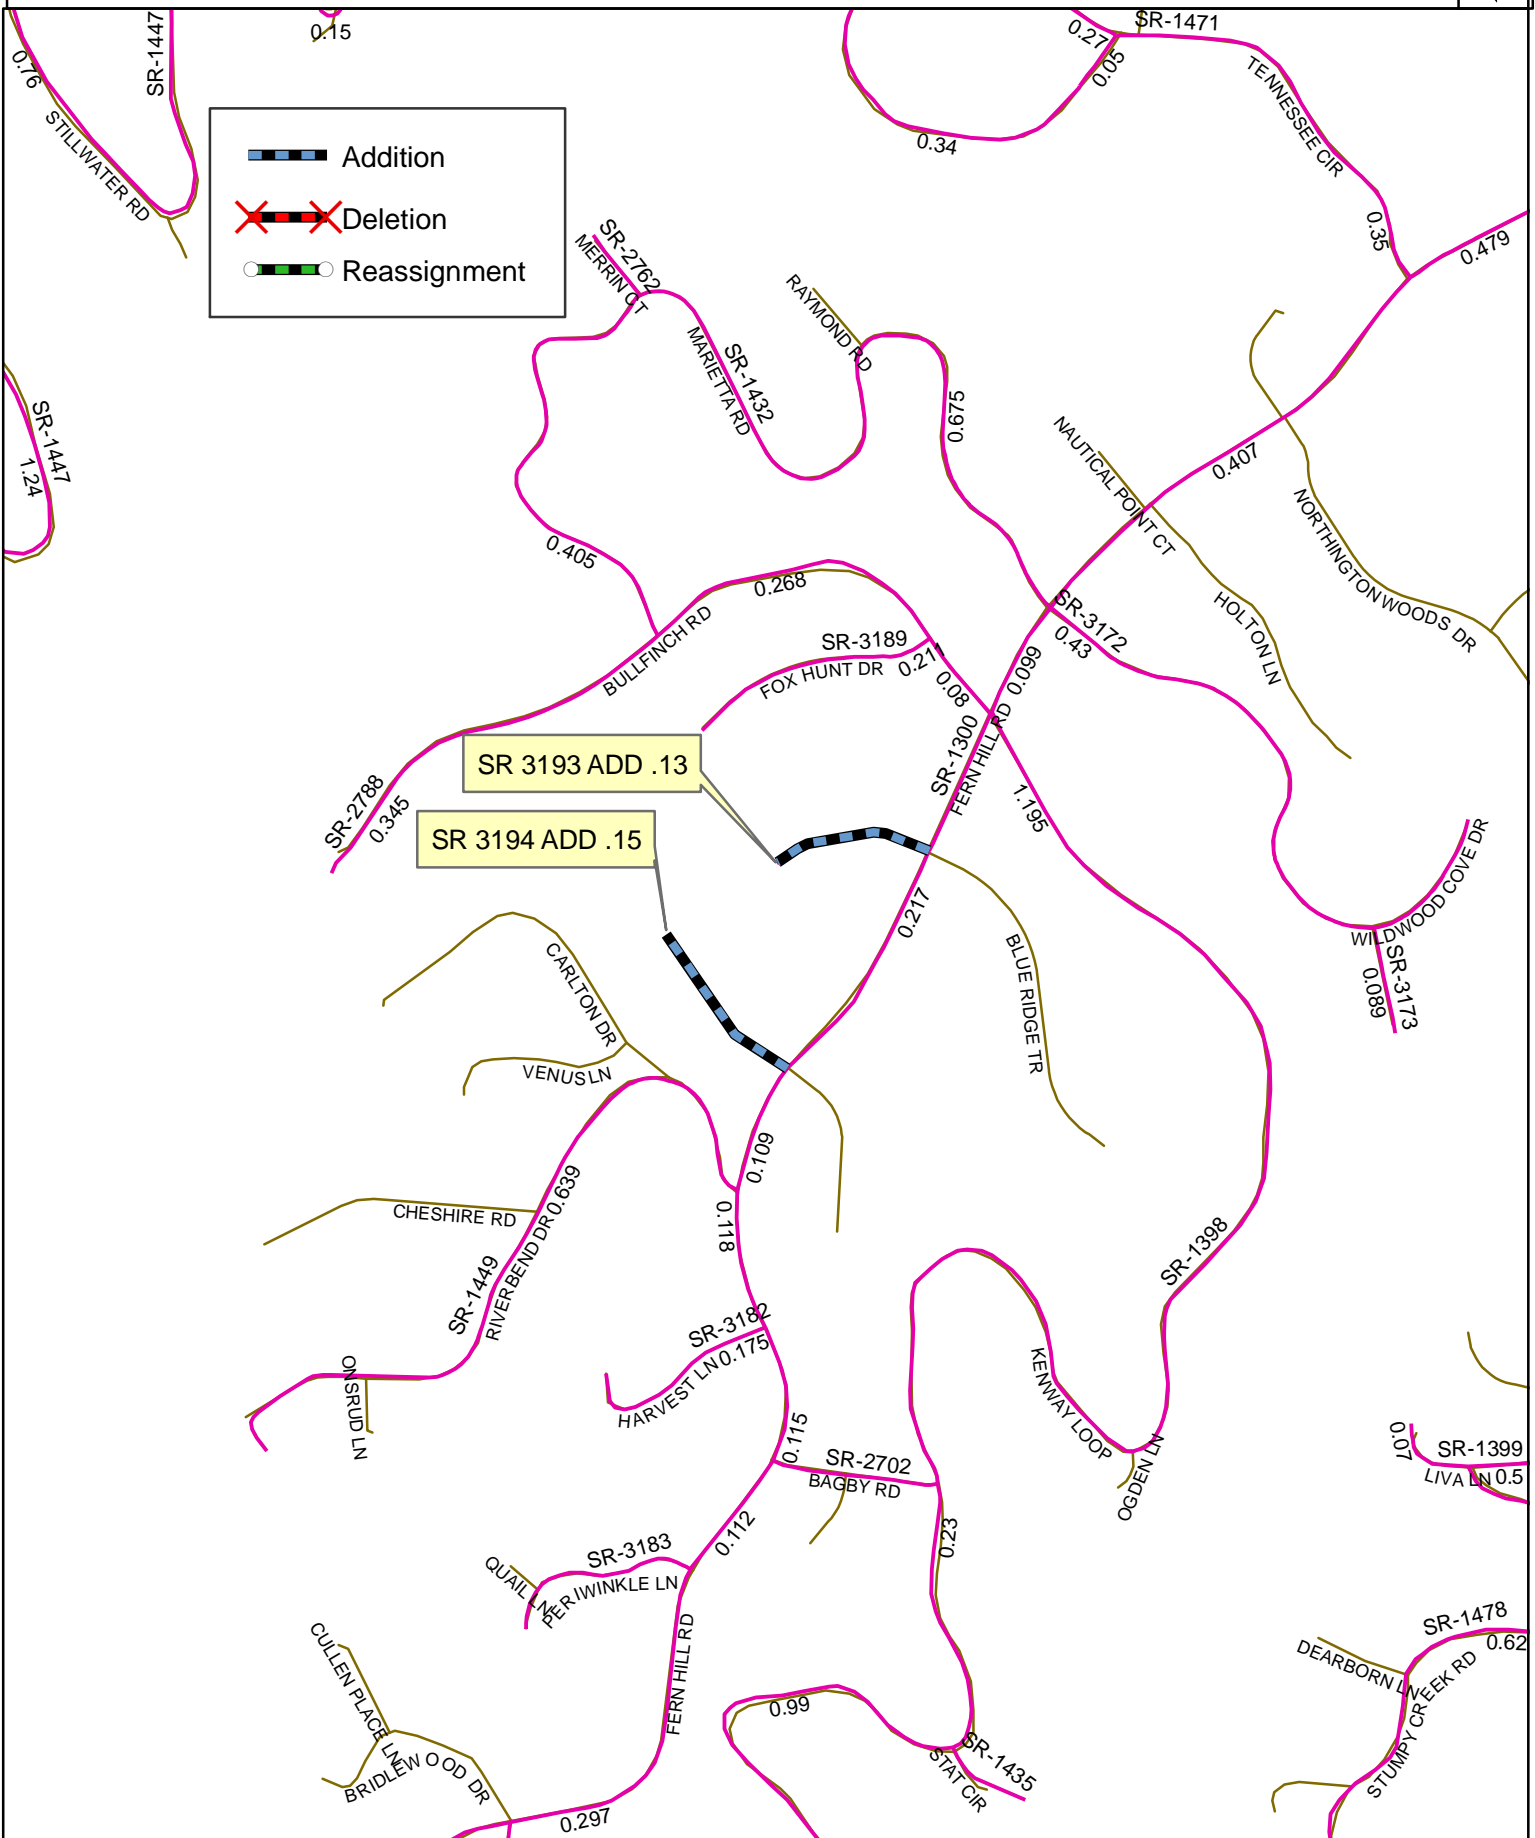 0.15
SR-1447
0.76
STILLWATER RD
Addition
Deletion
Reassignment
0.27
SR-1471
0.05
0.34
TENNESSEE CIR
0.35
0.479
SR-2762
MERRIN CT
RAYMOND RD
SR-1432
MARIETTA RD
0.675
SR-1447
1.24
NAUTICAL POINT CT
0.407
NORTHINGTON WOODS DR
0.405
0.268
BULLFINCH RD
SR-3189
FOX HUNT DR
0.211
0.08
0.099
SR-3172
0.43
HOLTON LN
SR 3193 ADD .13
SR-1300
FERN HILL RD
1.195
SR-2788
0.345
SR 3194 ADD .15
0.217
WILDWOOD COVE DR
SR-3173
0.089
CARLTON DR
BLUE RIDGE TR
VENUS LN
0.109
0.639
CHESHIRE RD
0.118
SR-1449
RIVERBEND DR
SR-1398
SR-3182
HARVEST LN
0.175
ONSRUD LN
KENWAY LOOP
OGDEN LN
0.115
SR-2702
BAGBY RD
0.07
SR-1399
LIVA LN
0.5
0.112
0.23
SR-3183
QUAIL LN
PERIWINKLE LN
FERN HILL RD
CULLEN PLACE LN
BRIDLEWOOD DR
0.297
0.99
STAT CIR
SR-1435
SR-1478
0.62
DEARBORN LN
STUMPY CREEK RD